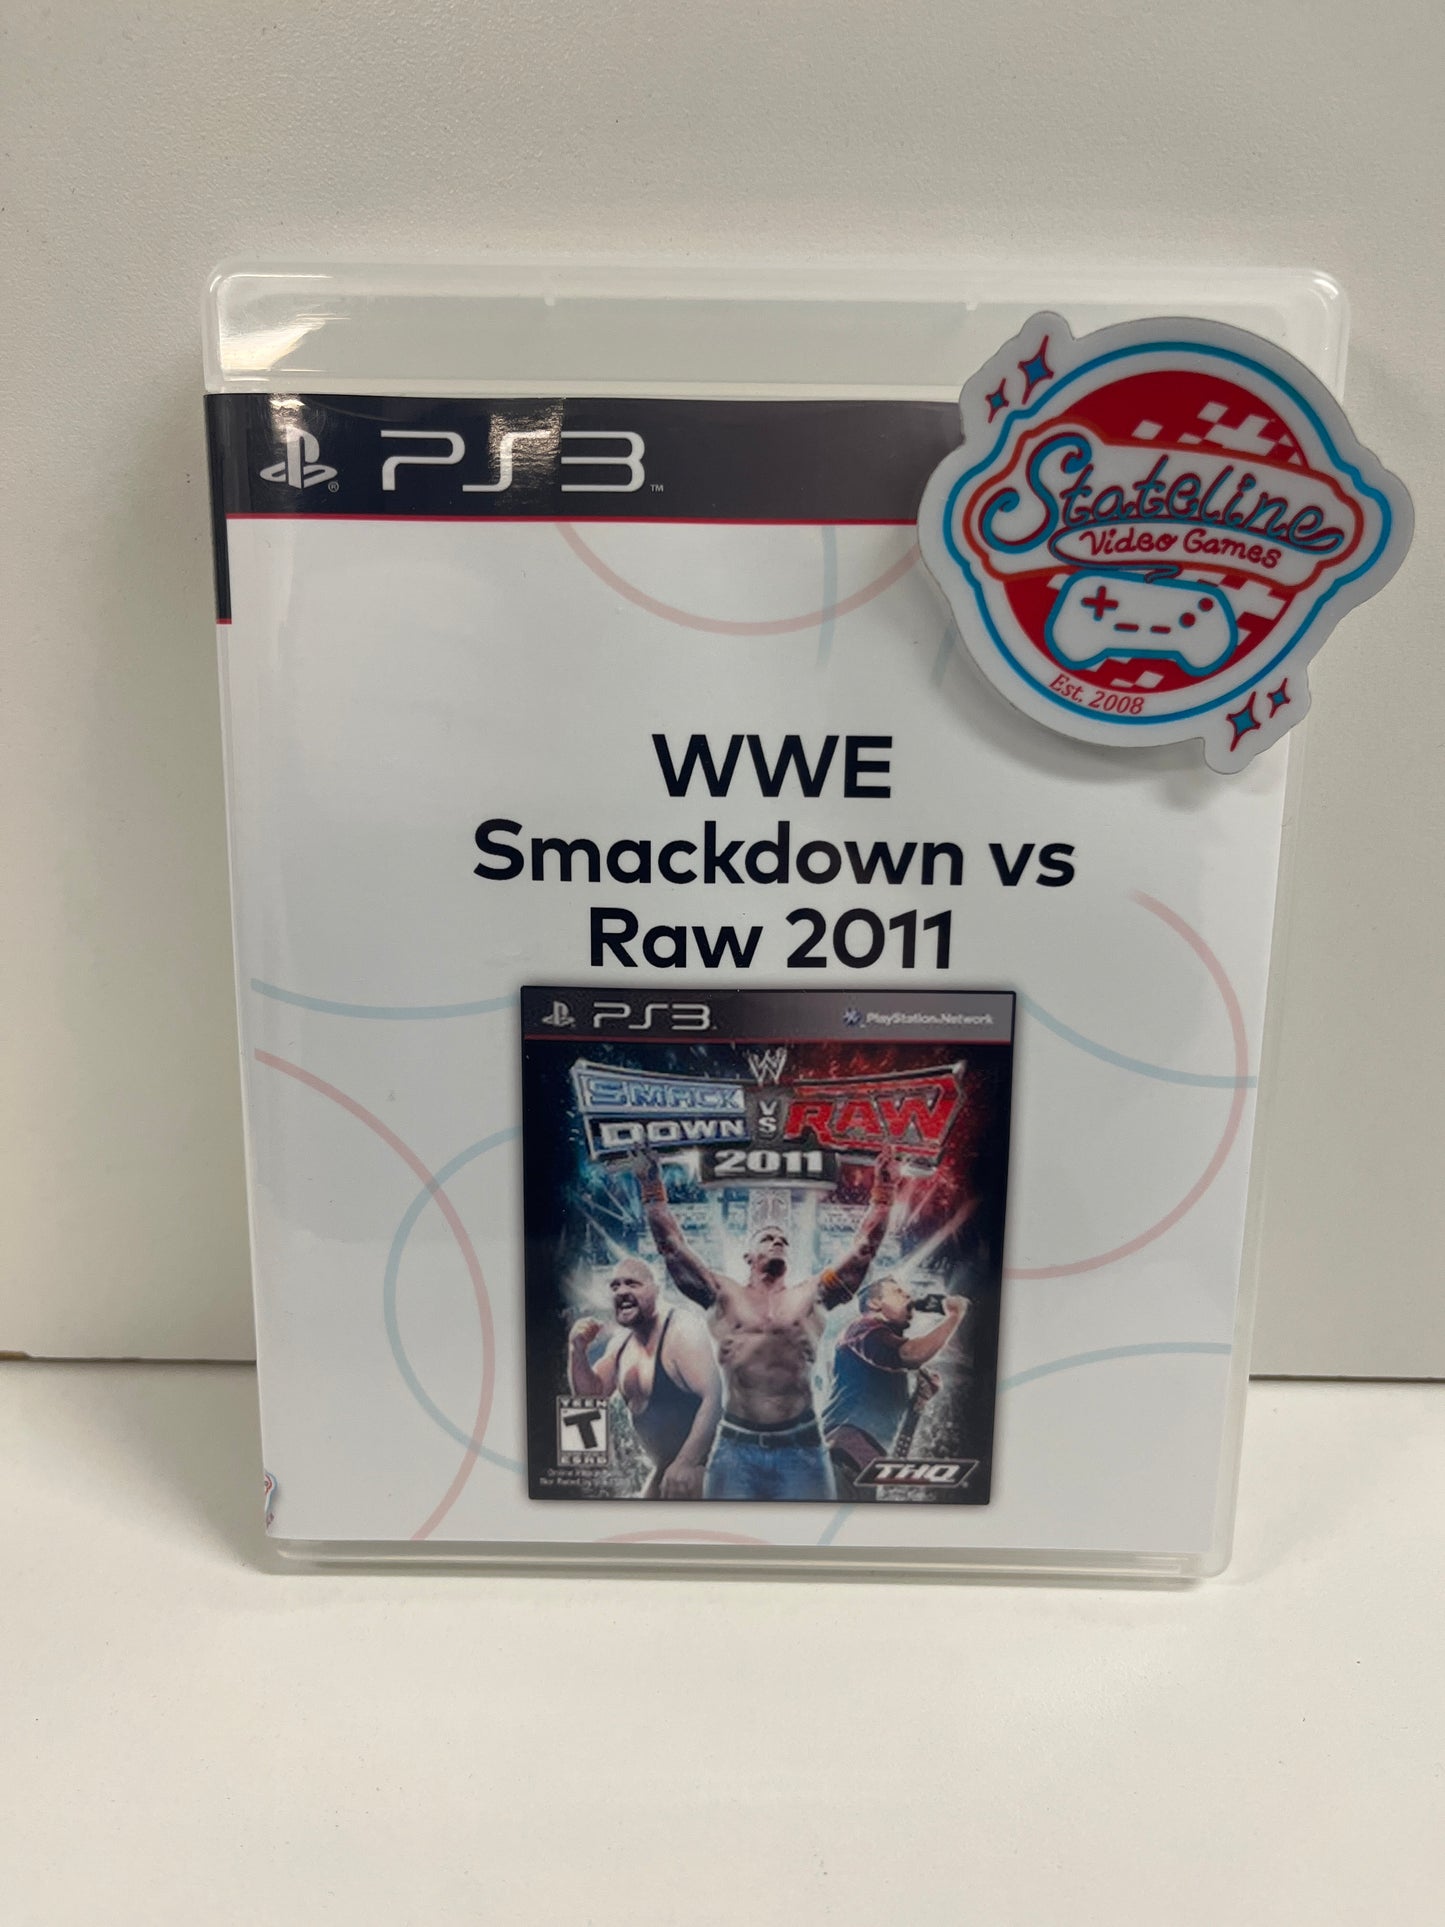 PS3™
Stateline
Video Games
Est. 2008
WWE
Smackdown vs
Raw 2011
PS3
PlayStation Network
W
SMACK
DOWN
VS
RAW
2011
TEEN
T
ESRB
THQ